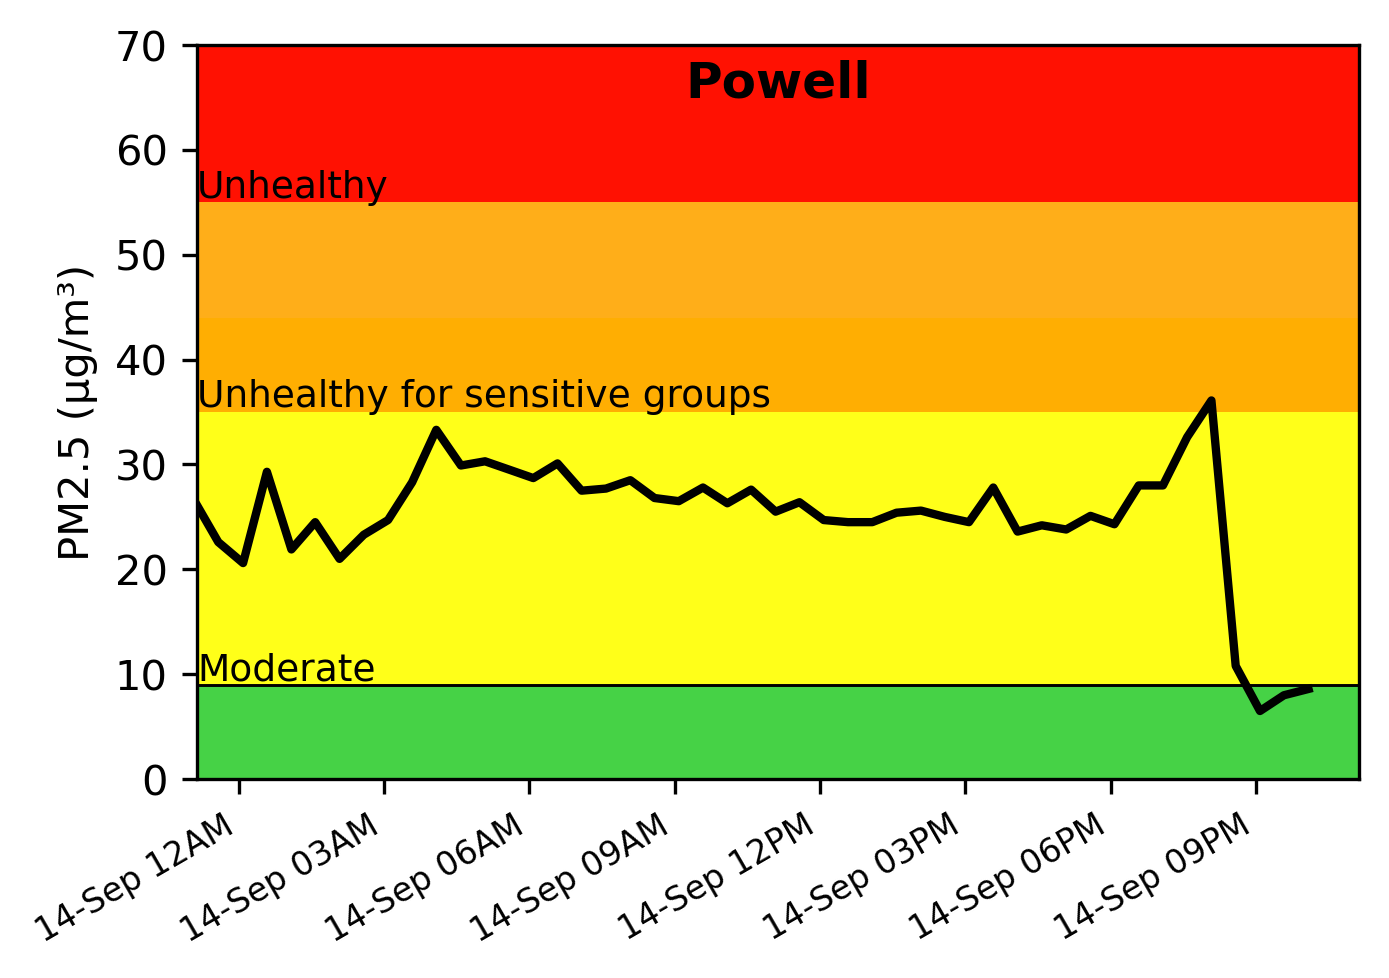 Powell
PM2.5 (µg/m³)
70
60
50
40
30
20
10
0
Unhealthy
Unhealthy for sensitive groups
Moderate
14-Sep 12AM
14-Sep 03AM
14-Sep 06AM
14-Sep 09AM
14-Sep 12PM
14-Sep 03PM
14-Sep 06PM
14-Sep 09PM